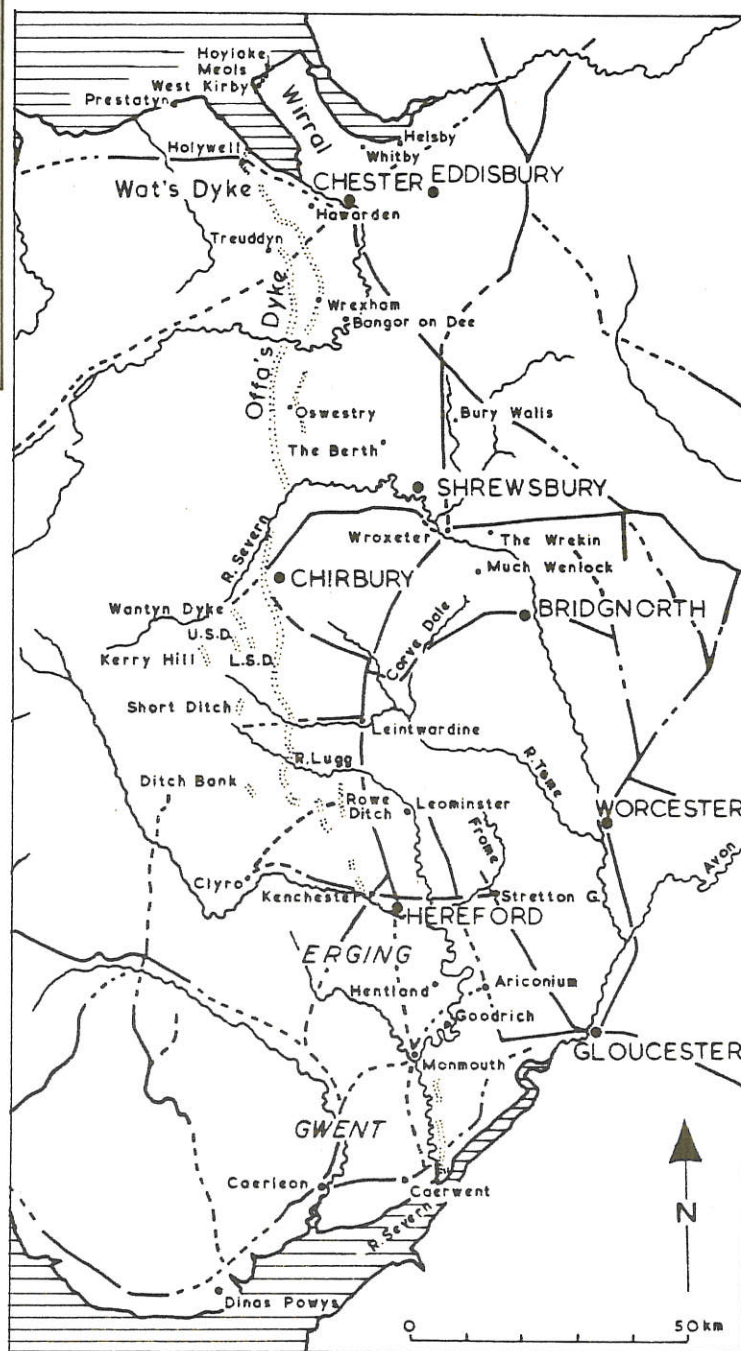 Hoylake
Meols
West Kirby
Prestatyn
Wirral
Helsby
Whitby
Holywell
Wat's Dyke
CHESTER
EDDISBURY
Hawarden
Treuddyn
Offa's Dyke
Wrexham
Bangor on Dee
Oswestry
Bury Walls
The Berth
SHREWSBURY
R. Severn
Wroxeter
The Wrekin
Much Wenlock
CHIRBURY
BRIDGNORTH
Wantyn Dyke
U.S.D.
Corve Dale
Kerry Hill
L.S.D.
Short Ditch
Leintwardine
R. Lugg
R. Teme
Ditch Bank
Rowe
Ditch
Leominster
WORCESTER
Frome
Avon
Clyro
Kenchester
Stretton G.
HEREFORD
ERGING
Hentland
Ariconium
Goodrich
GLOUCESTER
Monmouth
GWENT
Caerleon
Caerwent
R. Severn
N
Dinas Powys
0
50 km